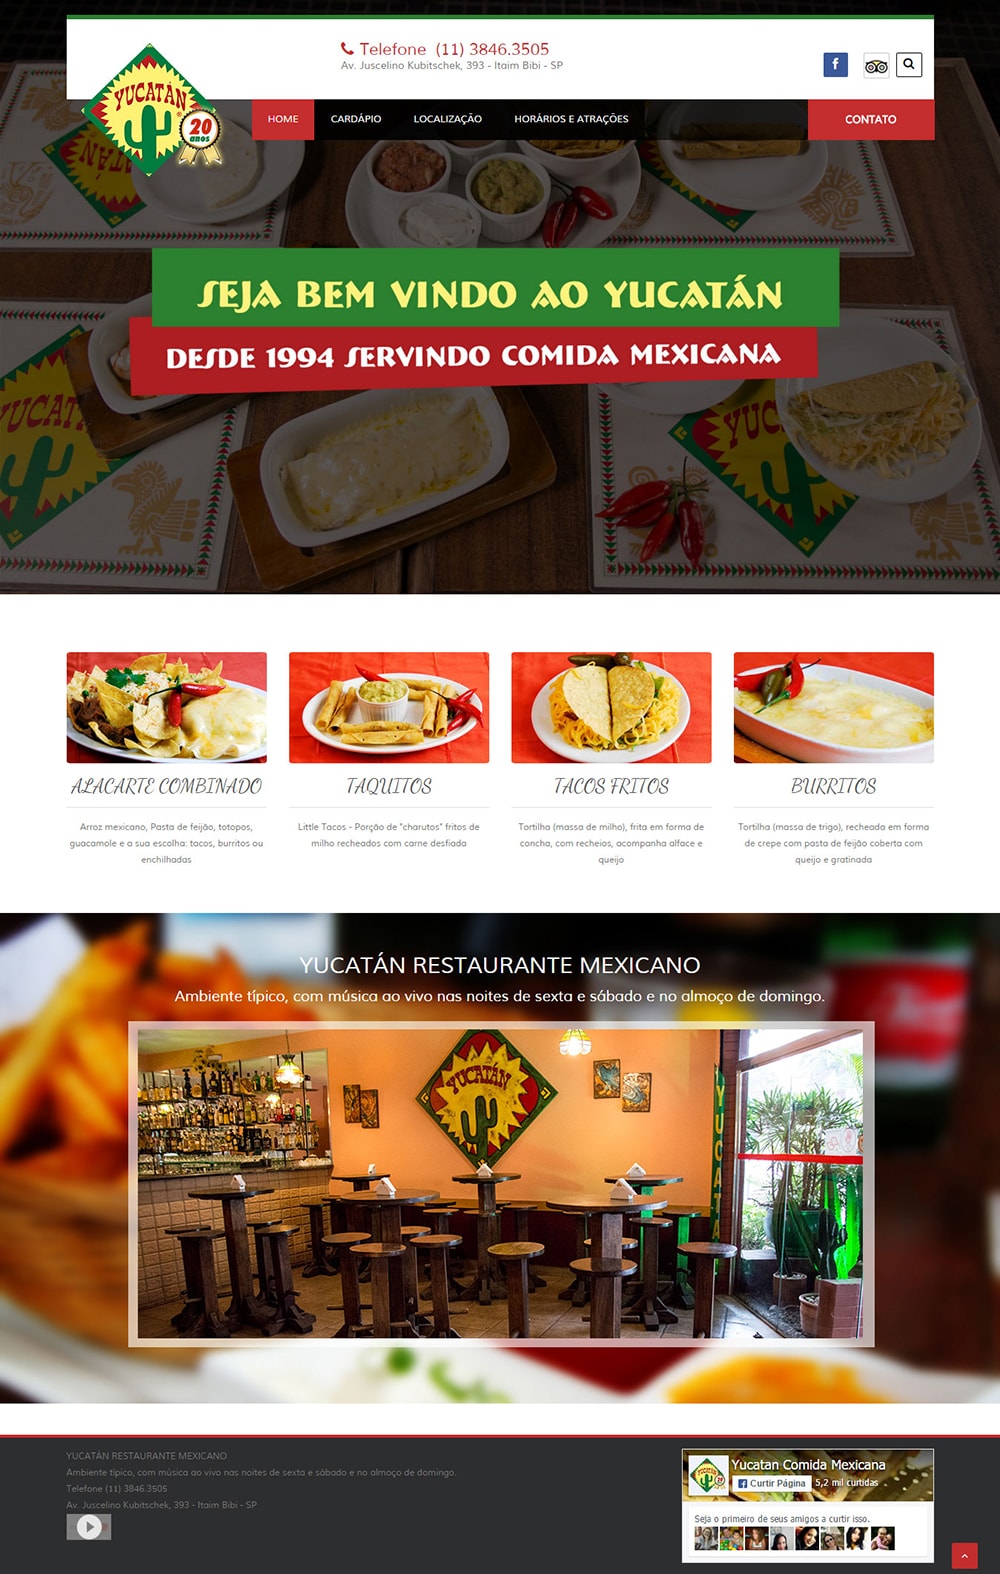 Telefone (11) 3846.3505
Av. Juscelino Kubitschek, 393 - Itaim Bibi - SP
f
YUCATÁN
®
20
anos
HOME
CARDÁPIO
LOCALIZAÇÃO
HORÁRIOS E ATRAÇÕES
CONTATO
YUCATÁN
SEJA BEM VINDO AO YUCATÁN
DESDE 1994 SERVINDO COMIDA MEXICANA
YUCATÁN
YUC
ALACARTE COMBINADO
TAQUITOS
TACOS FRITOS
BURRITOS
Arroz mexicano, Pasta de feijão, totopos,
guacamole e a sua escolha: tacos, burritos ou
enchilhadas
Little Tacos - Porção de "charutos" fritos de
milho recheados com carne desfiada
Tortilha (massa de milho), frita em forma de
concha, com recheios, acompanha alface e
queijo
Tortilha (massa de trigo), recheada em forma
de crepe com pasta de feijão coberta com
queijo e gratinada
YUCATÁN RESTAURANTE MEXICANO
Ambiente típico, com música ao vivo nas noites de sexta e sábado e no almoço de domingo.
YUCATÁN
YUCATÁ
YUCATÁN RESTAURANTE MEXICANO
Ambiente típico, com música ao vivo nas noites de sexta e sábado e no almoço de domingo.
Telefone (11) 3846.3505
Av. Juscelino Kubitschek, 393 - Itaim Bibi - SP
Yucatan Comida Mexicana
Curtir Página
5,2 mil curtidas
Seja o primeiro de seus amigos a curtir isso.